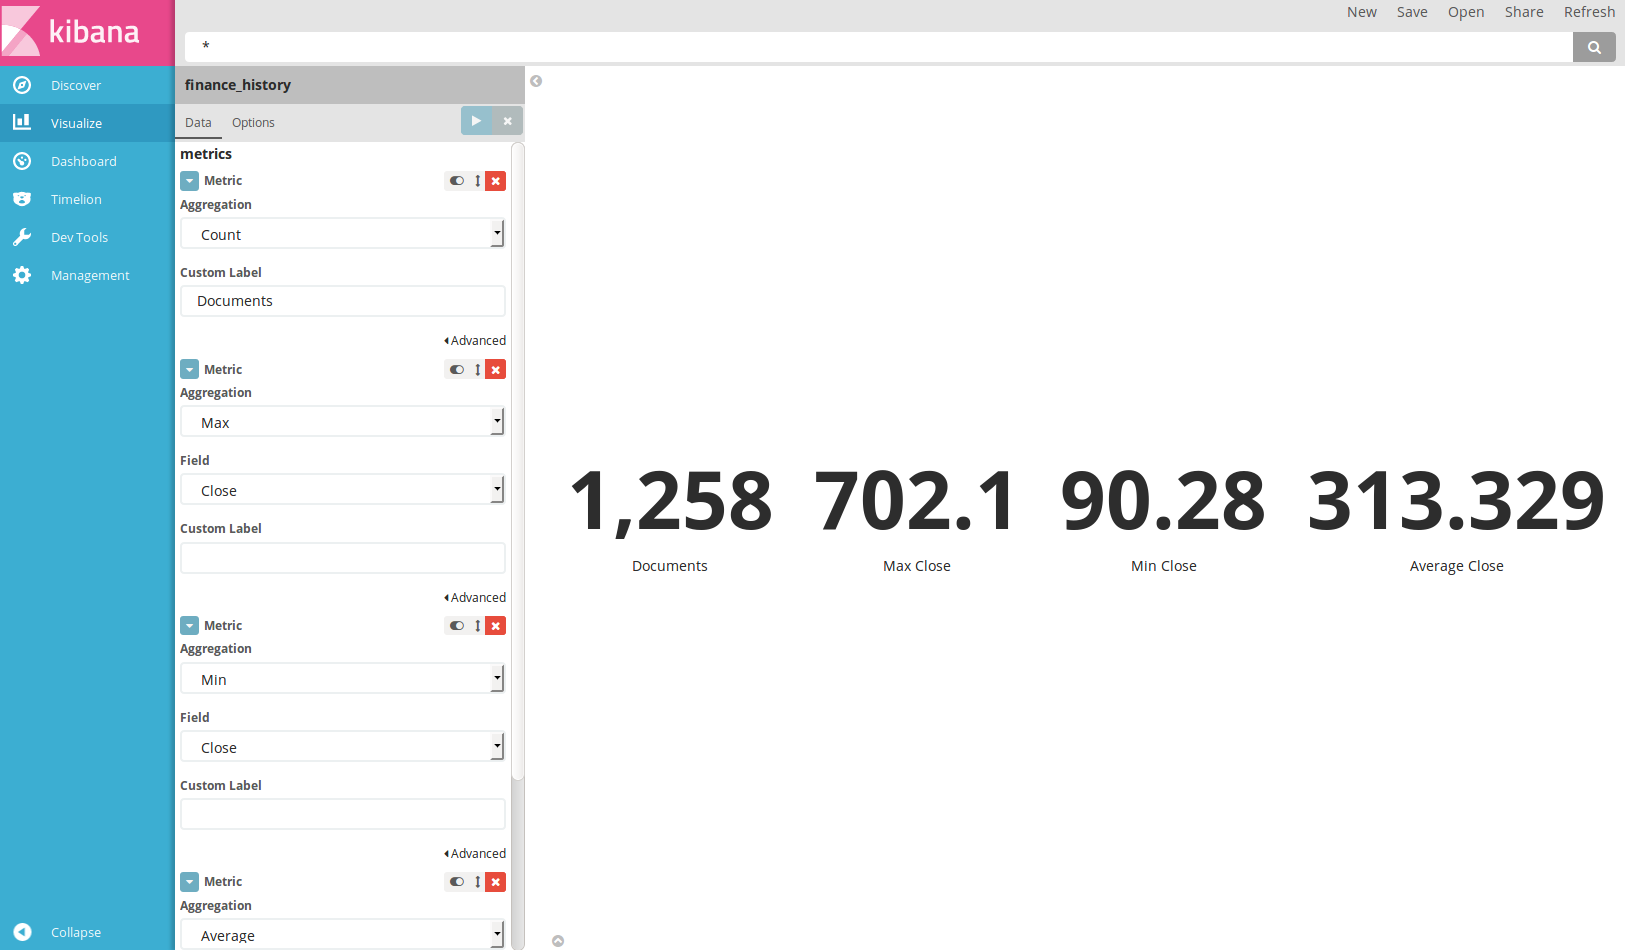 kibana
New Save Open Share Refresh
*
Discover
Visualize
Dashboard
Timelion
Dev Tools
Management
Collapse
finance_history
Data Options
metrics
Metric
Aggregation
Count
Custom Label
Documents
Advanced
Metric
Aggregation
Max
Field
Close
Custom Label
Advanced
Metric
Aggregation
Min
Field
Close
Custom Label
Advanced
Metric
Aggregation
Average
1,258 702.1 90.28 313.329
Documents Max Close Min Close Average Close